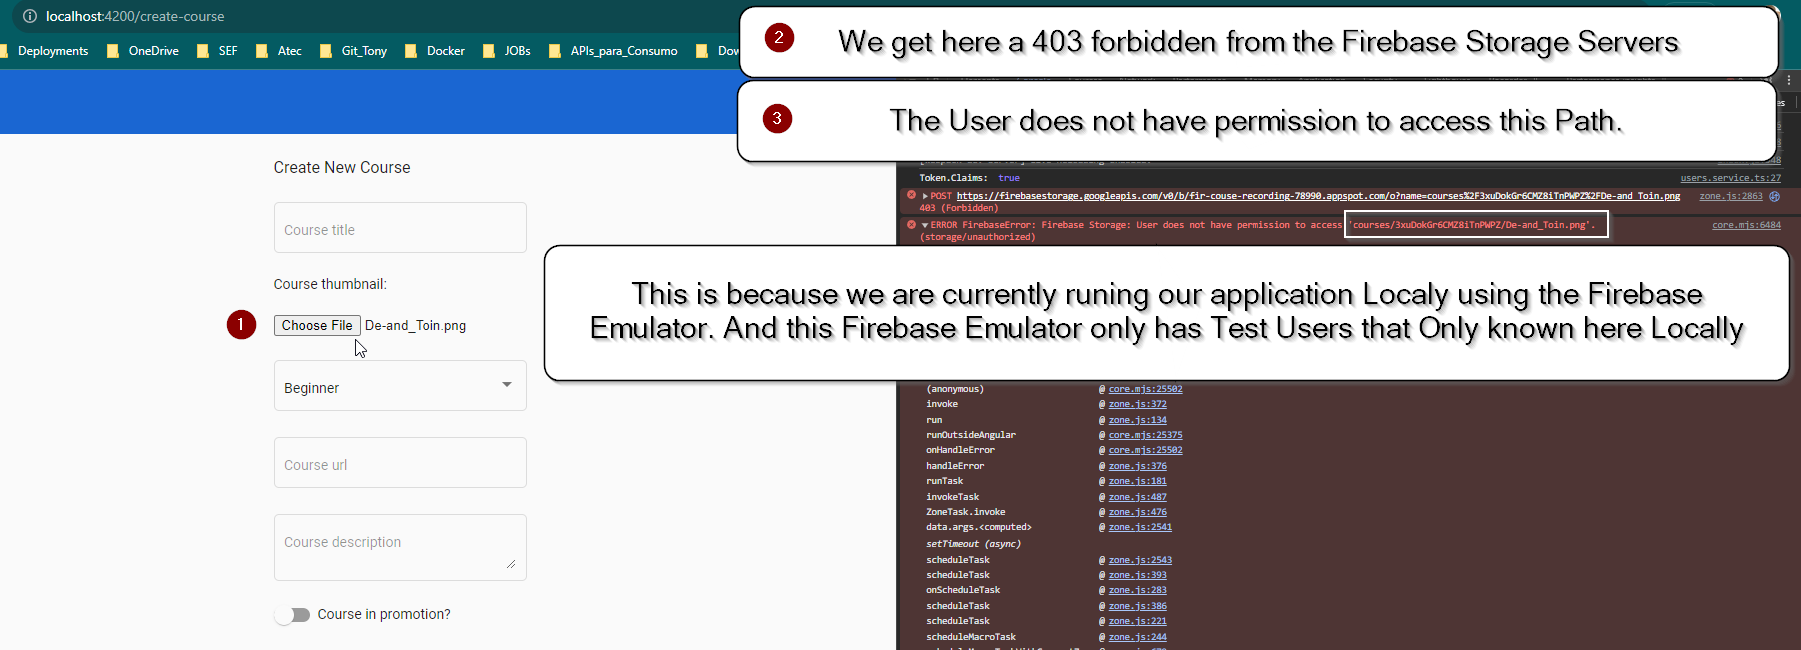 localhost:4200/create-course
Deployments OneDrive SEF Atec Git_Tony Docker JOBs APIs_para_Consumo
2 We get here a 403 forbidden from the Firebase Storage Servers
3 The User does not have permission to access this Path.
Create New Course
Course title
Course thumbnail:
1 Choose File De-and_Toin.png
Beginner
Course url
Course description
Course in promotion?
Token.Claims: true users.service.ts:27
POST https://firebasestorage.googleapis.com/v0/b/fir-couse-recording-78990.appspot.com/o?name=courses%2F3xuDokGr6CMZ8iTnPWPZ%2FDe-and_Toin.png zone.js:2863
403 (Forbidden)
ERROR FirebaseError: Firebase Storage: User does not have permission to access 'courses/3xuDokGr6CMZ8iTnPWPZ/De-and_Toin.png'. core.mjs:6484
(storage/unauthorized)
This is because we are currently runing our application Localy using the Firebase
Emulator. And this Firebase Emulator only has Test Users that Only known here Locally
(anonymous) @ core.mjs:25502
invoke @ zone.js:372
run @ zone.js:134
runOutsideAngular @ core.mjs:25375
onHandleError @ core.mjs:25502
handleError @ zone.js:376
runTask @ zone.js:181
invokeTask @ zone.js:487
ZoneTask.invoke @ zone.js:476
data.args.<computed> @ zone.js:2541
setTimeout (async)
scheduleTask @ zone.js:2543
scheduleTask @ zone.js:393
onScheduleTask @ zone.js:283
scheduleTask @ zone.js:386
scheduleTask @ zone.js:221
scheduleMacroTask @ zone.js:244